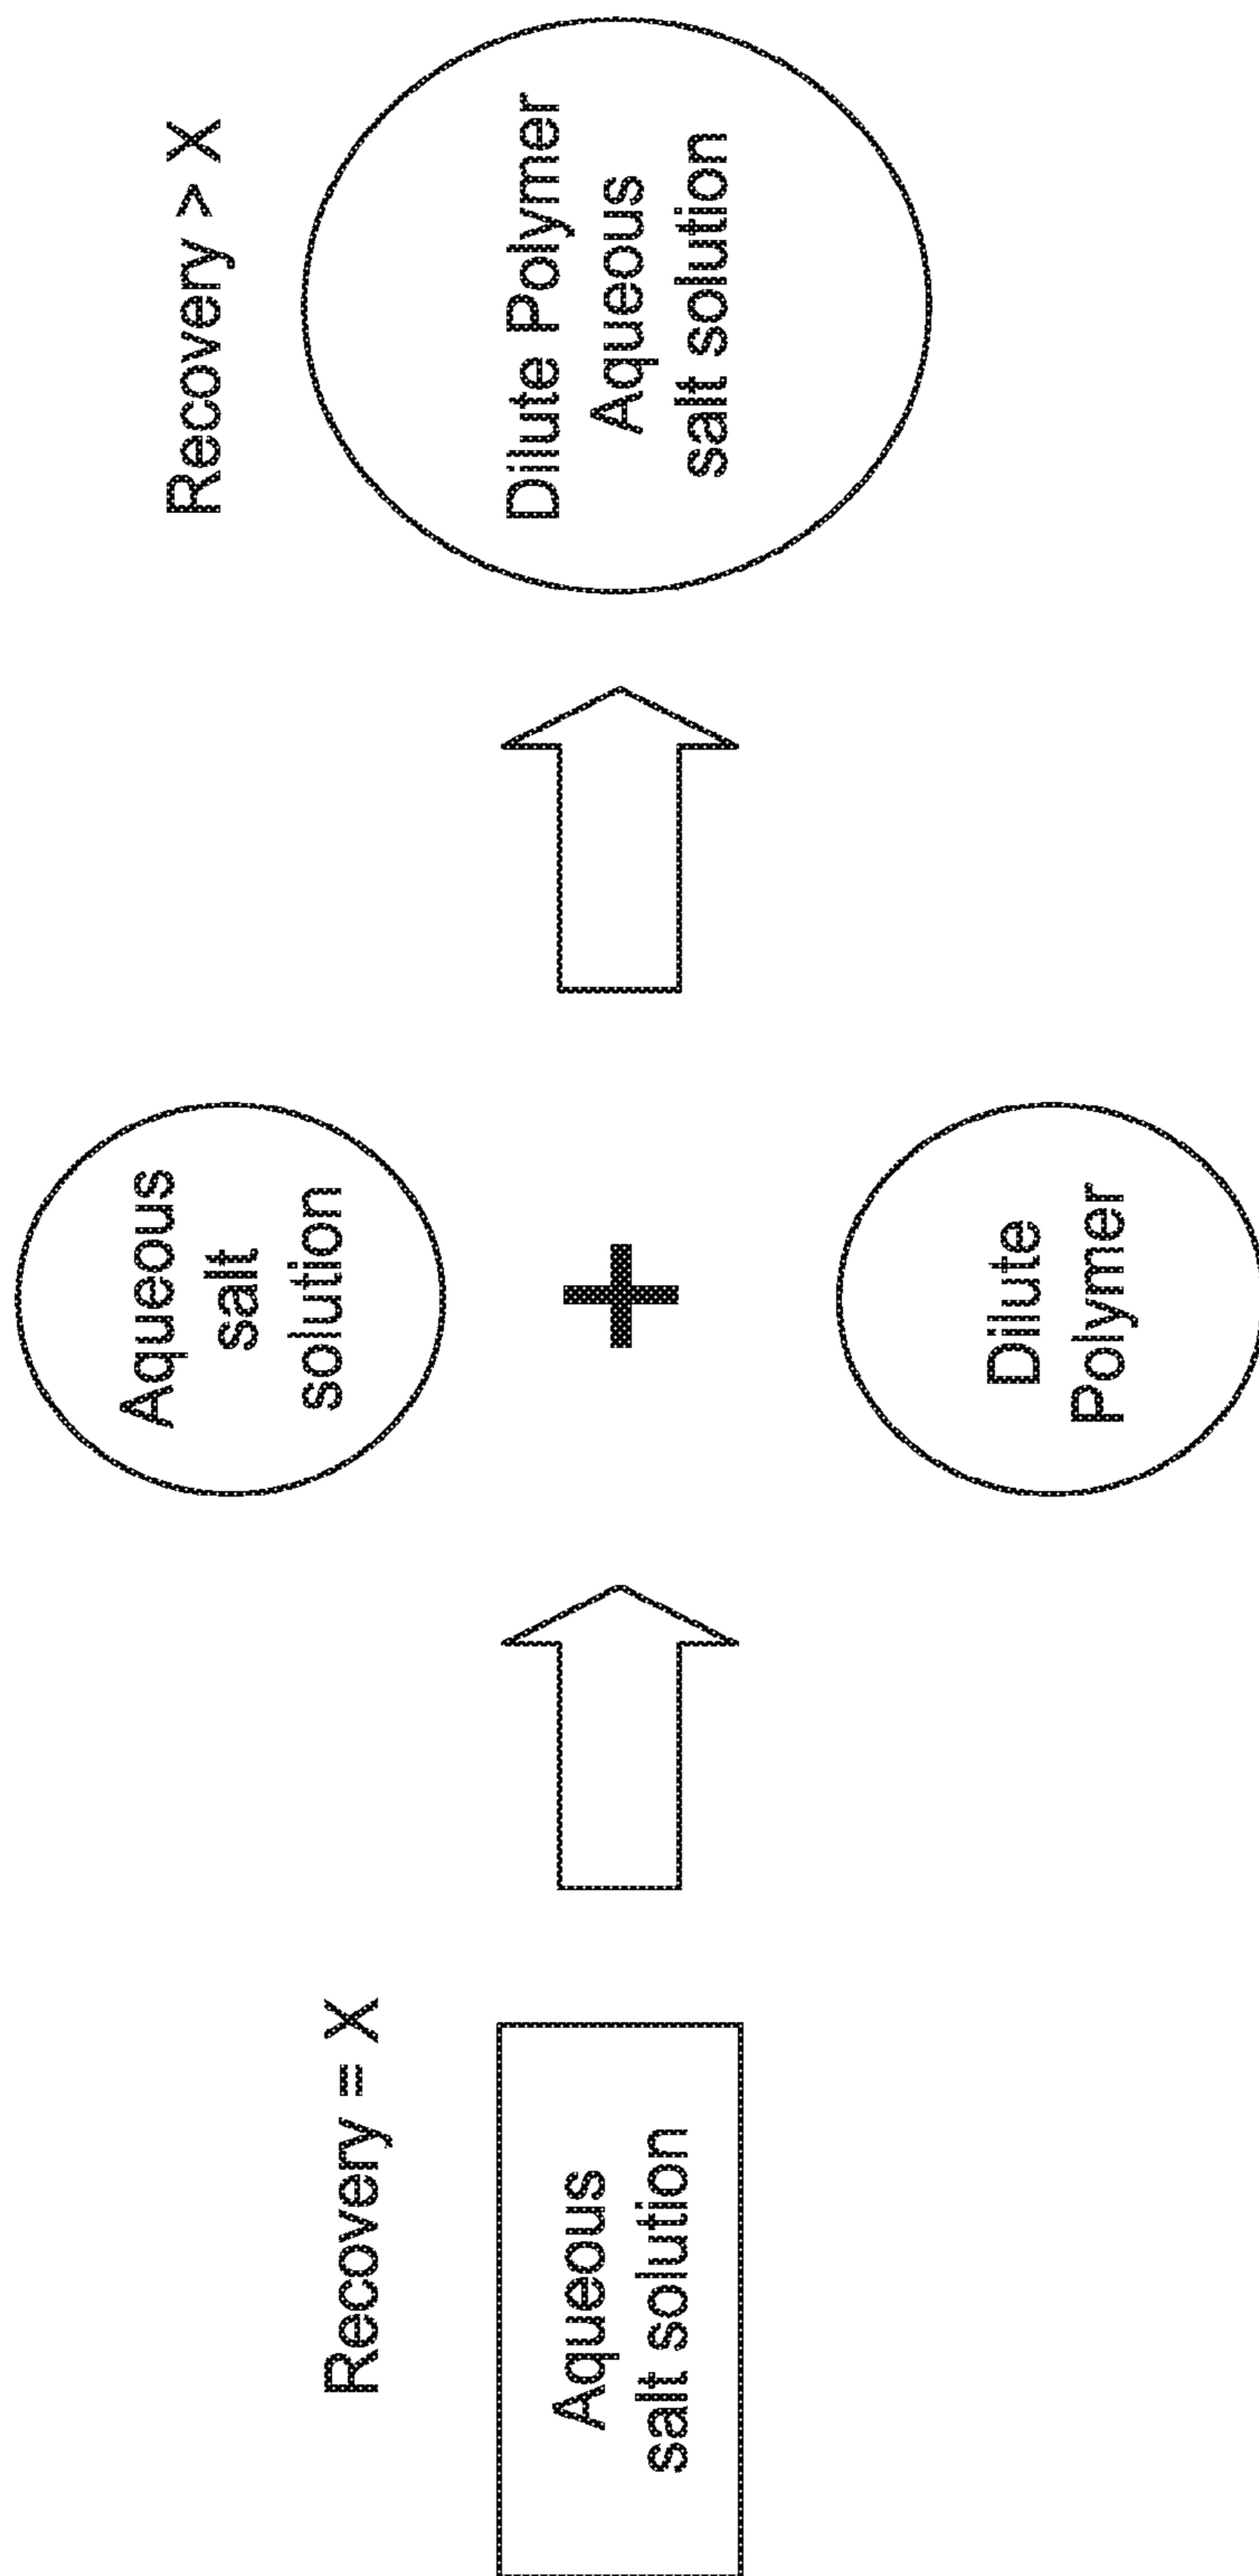 Recovery = X
Aqueous
salt solution
Aqueous
salt
solution
+
Dilute
Polymer
Recovery > X
Dilute Polymer
Aqueous
salt solution